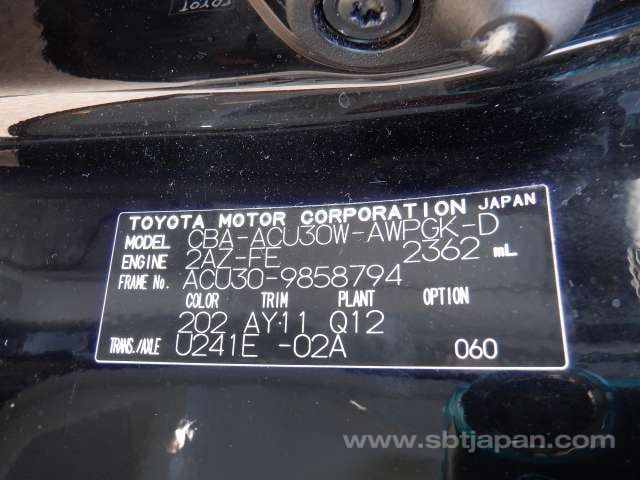 TOYOTA MOTOR CORPORATION JAPAN
MODEL CBA-ACU30W-AWPGK-D
ENGINE 2AZ-FE 2362 mL
FRAME No. ACU30-9858794
COLOR TRIM PLANT OPTION
202 AY11 Q12
TRANS./AXLE U241E -02A 060
www.sbtjapan.com